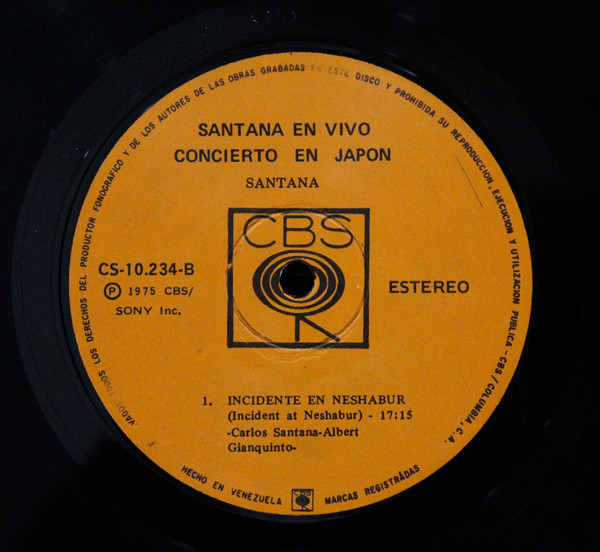 VADOS TODOS LOS DERECHOS DEL PRODUCTOR FONOGRAFICO Y DE LOS AUTORES DE LAS OBRAS GRABADAS EN ESTE DISCO Y PROHIBIDA SU REPRODUCCION, EJECUCION Y UTILIZACION PUBLICA-CBS/COLUMBIA, C.A.
SANTANA EN VIVO
CONCIERTO EN JAPON
SANTANA
CBS
CS-10.234-B
Ⓟ 1975 CBS/
SONY Inc.
ESTEREO
1. INCIDENTE EN NESHABUR
(Incident at Neshabur) - 17:15
-Carlos Santana-Albert
Gianquinto-
HECHO EN VENEZUELA CBS MARCAS REGISTRADAS